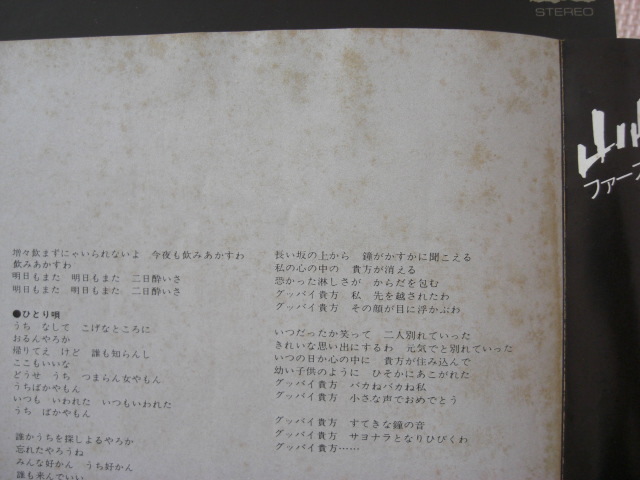 STEREO
山川
ファース
増々飲まずにゃいられないよ　今夜も飲みあかすわ
飲みあかすわ
明日もまた　明日もまた　二日酔いさ
明日もまた　明日もまた　二日酔いさ
●ひとり唄
うち　なして　こげなところに
おるんやろか
帰りてえ　けど　誰も知らんし
ここもいいな
どうせ　うち　つまらん女やもん
うちばかやもん
いつも　いわれた　いつもいわれた
うち　ばかやもん
誰かうちを探しよるやろか
忘れたやろうね
みんな好かん　うち好かん
誰も来んでいい
長い坂の上から　鐘がかすかに聞こえる
私の心の中の　貴方が消える
恐かった淋しさが　からだを包む
グッバイ貴方　私　先を越されたわ
グッバイ貴方　その顔が目に浮かぶわ
いつだったか笑って　二人別れていった
きれいな思い出にするわ　元気でと別れていった
いつの日か心の中に　貴方が住み込んで
幼い子供のように　ひそかにあこがれた
グッバイ貴方　バカねバカね私
グッバイ貴方　小さな声でおめでとう
グッバイ貴方　すてきな鐘の音
グッバイ貴方　サヨナラとなりひびくわ
グッバイ貴方……